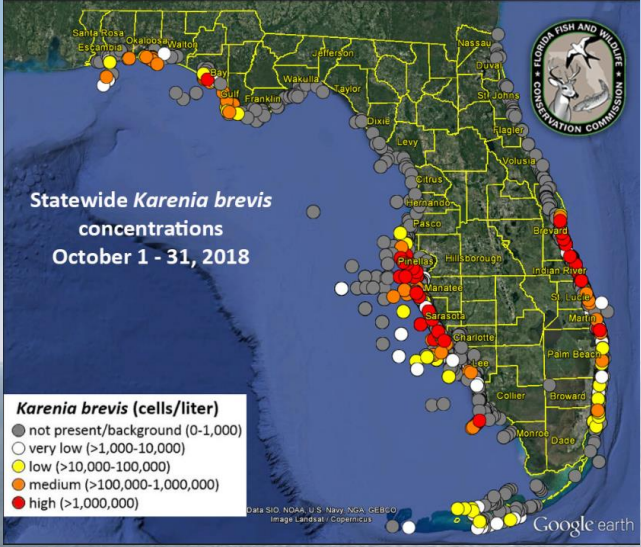 Statewide Karenia brevis
concentrations
October 1 - 31, 2018
Santa Rosa
Okaloosa
Walton
Escambia
Bay
Gulf
Franklin
Wakulla
Jefferson
Taylor
Dixie
Levy
Citrus
Hernando
Pasco
Pinellas
Hillsborough
Manatee
Sarasota
Charlotte
Lee
Collier
Monroe
Dade
Broward
Palm Beach
Martin
St. Lucie
Indian River
Brevard
Volusia
Flagler
St. Johns
Duval
Nassau
FLORIDA FISH AND WILDLIFE
CONSERVATION COMMISSION
Karenia brevis (cells/liter)
not present/background (0-1,000)
very low (>1,000-10,000)
low (>10,000-100,000)
medium (>100,000-1,000,000)
high (>1,000,000)
Data SIO, NOAA, U.S. Navy, NGA, GEBCO
Image Landsat / Copernicus
Google earth